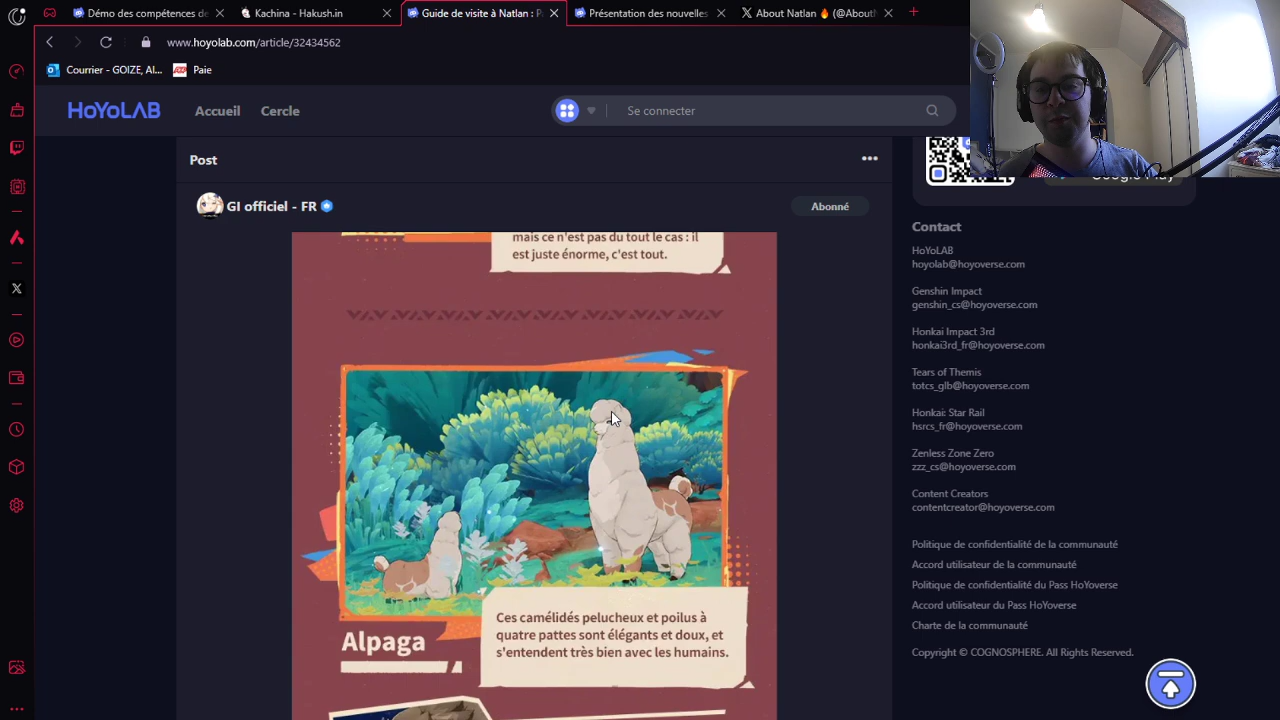 Démo des compétences de
Kachina - Hakush.in
Guide de visite à Natlan : P
Présentation des nouvelles
About Natlan 🔥 (@About
www.hoyolab.com/article/32434562
Courrier - GOIZE, Al...
Paie
HoYoLAB
Accueil
Cercle
Se connecter
Post
GI officiel - FR
Abonné
mais ce n'est pas du tout le cas : il
est juste énorme, c'est tout.
Ces camélidés pelucheux et poilus à
quatre pattes sont élégants et doux, et
s'entendent très bien avec les humains.
Alpaga
Google Play
Contact
HoYoLAB
hoyolab@hoyoverse.com
Genshin Impact
genshin_cs@hoyoverse.com
Honkai Impact 3rd
honkai3rd_fr@hoyoverse.com
Tears of Themis
totcs_glb@hoyoverse.com
Honkai: Star Rail
hsrcs_fr@hoyoverse.com
Zenless Zone Zero
zzz_cs@hoyoverse.com
Content Creators
contentcreator@hoyoverse.com
Politique de confidentialité de la communauté
Accord utilisateur de la communauté
Politique de confidentialité du Pass HoYoverse
Accord utilisateur du Pass HoYoverse
Charte de la communauté
Copyright © COGNOSPHERE. All Rights Reserved.